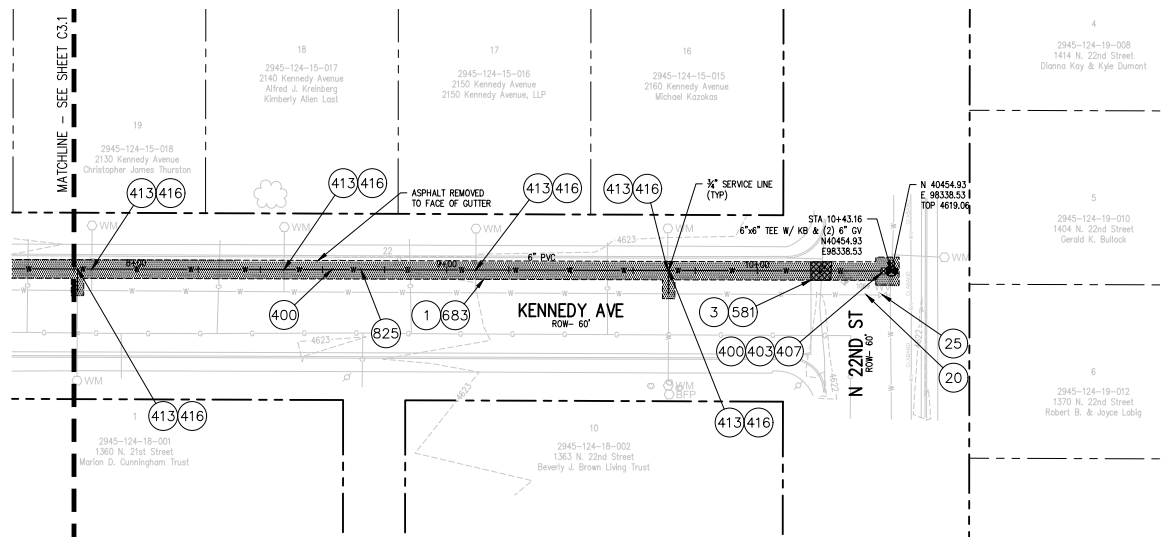 MATCHLINE - SEE SHEET C3.1
19
2945-124-15-018
2130 Kennedy Avenue
Christopher James Thurston
18
2945-124-15-017
2140 Kennedy Avenue
Alfred J. Kreinberg
Kimberly Allen Last
17
2945-124-15-016
2150 Kennedy Avenue
2150 Kennedy Avenue, LLP
16
2945-124-15-015
2160 Kennedy Avenue
Michael Kazokas
4
2945-124-19-008
1414 N. 22nd Street
Dianna Kay & Kyle Dumont
413 416
413 416
ASPHALT REMOVED
TO FACE OF GUTTER
413 416
413 416
¾" SERVICE LINE
(TYP)
N 40454.93
E 98338.53
TOP 4619.06
STA 10+43.16
6"x6" TEE W/ KB & (2) 6" GV
N40454.93
E98338.53
5
2945-124-19-010
1404 N. 22nd Street
Gerald K. Bullock
WM
WM
WM
WM
WM
22
4623
8+00
9+00
6" PVC
10+00
400
825
1 683
KENNEDY AVE
ROW- 60'
3 581
400 403 407
N 22ND ST
ROW- 60'
25
20
4623
4623
4622
WM
WM
BFP
413 416
413 416
1
2945-124-18-001
1360 N. 21st Street
Marion D. Cunningham Trust
10
2945-124-18-002
1363 N. 22nd Street
Beverly J. Brown Living Trust
6
2945-124-19-012
1370 N. 22nd Street
Robert B. & Joyce Labig